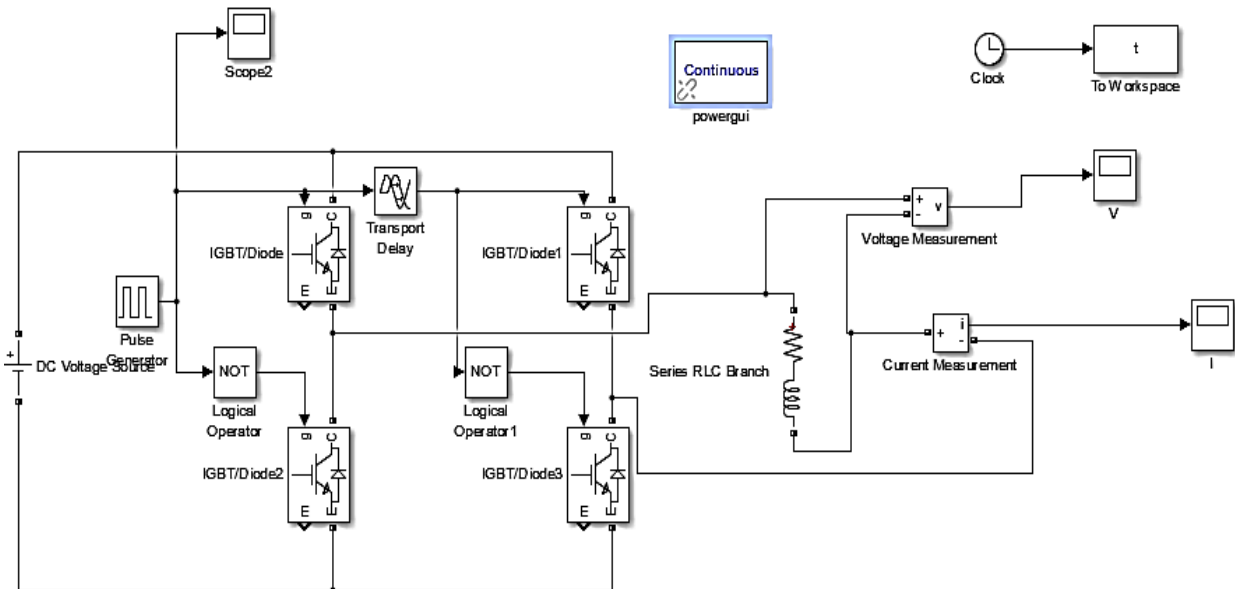 Scope2
Continuous
powergui
Clock
t
To Workspace
g
C
IGBT/Diode
E
E
Transport
Delay
g
C
IGBT/Diode1
E
E
+
-
v
Voltage Measurement
V
Pulse
Generator
+
DC Voltage Source
NOT
Logical
Operator
NOT
Logical
Operator1
Series RLC Branch
+
i
-
Current Measurement
I
g
C
IGBT/Diode2
E
E
g
C
IGBT/Diode3
E
E